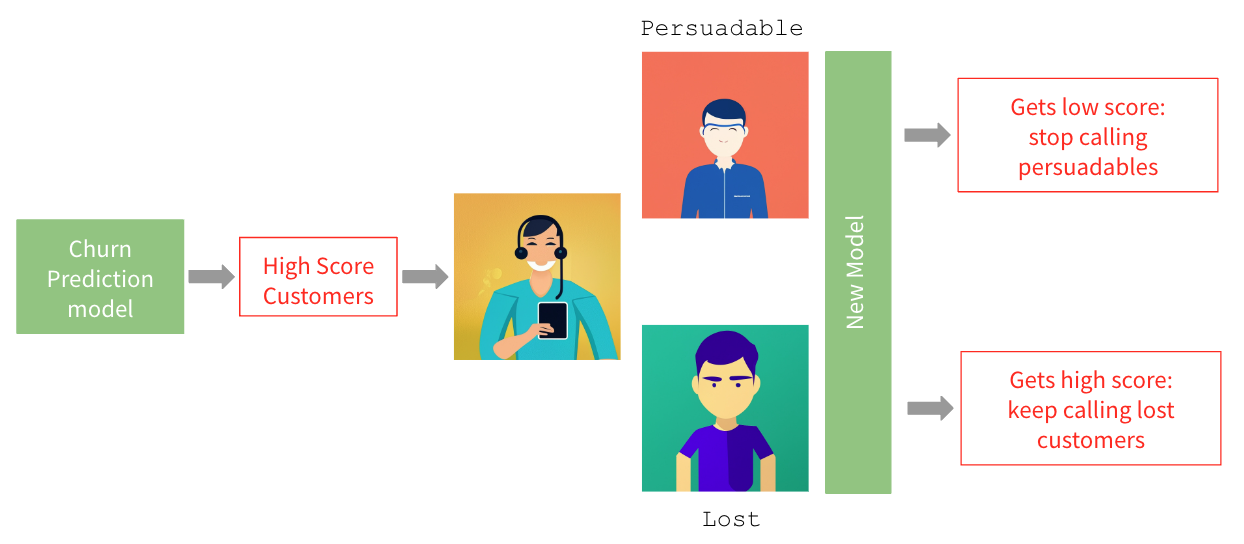 Persuadable
Churn
Prediction
model
High Score
Customers
New Model
Gets low score:
stop calling
persuadables
Gets high score:
keep calling lost
customers
Lost